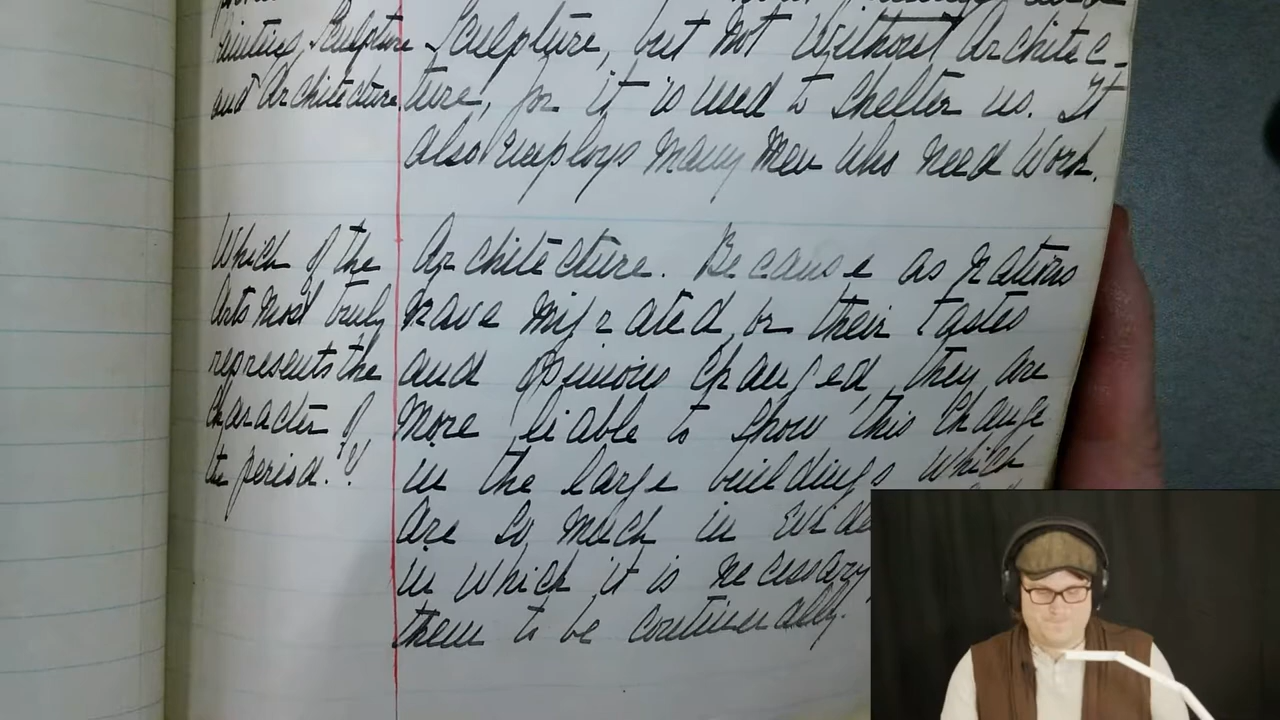 Painting, Sculpture
and Architecture
Sculpture, but not without Architec-
ture, for it is used to shelter us. It
also employs many men who need work.
Which of the
Arts most truly
represents the
character of
the period.
Architecture. Because as nations
have migrated or their tastes
and opinions changed, they are
more liable to show this change
in the large buildings which
are so much in
in which it is necessary
them to be continually.